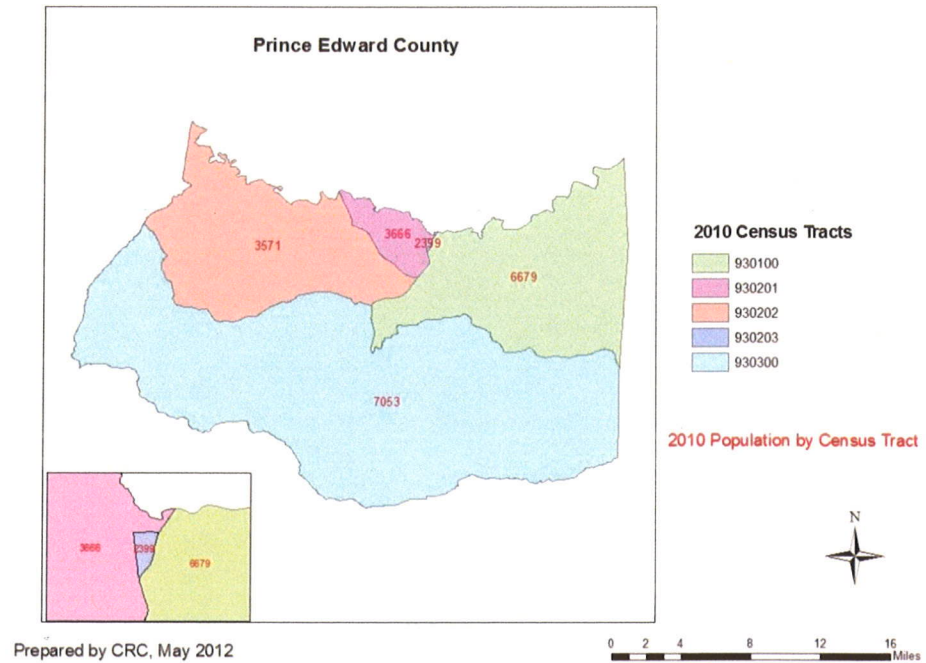 Prince Edward County
3571
3666
2399
6679
7053
3666
2399
6679
2010 Census Tracts
930100
930201
930202
930203
930300
2010 Population by Census Tract
N
0 2 4 8 12 16
Miles
Prepared by CRC, May 2012